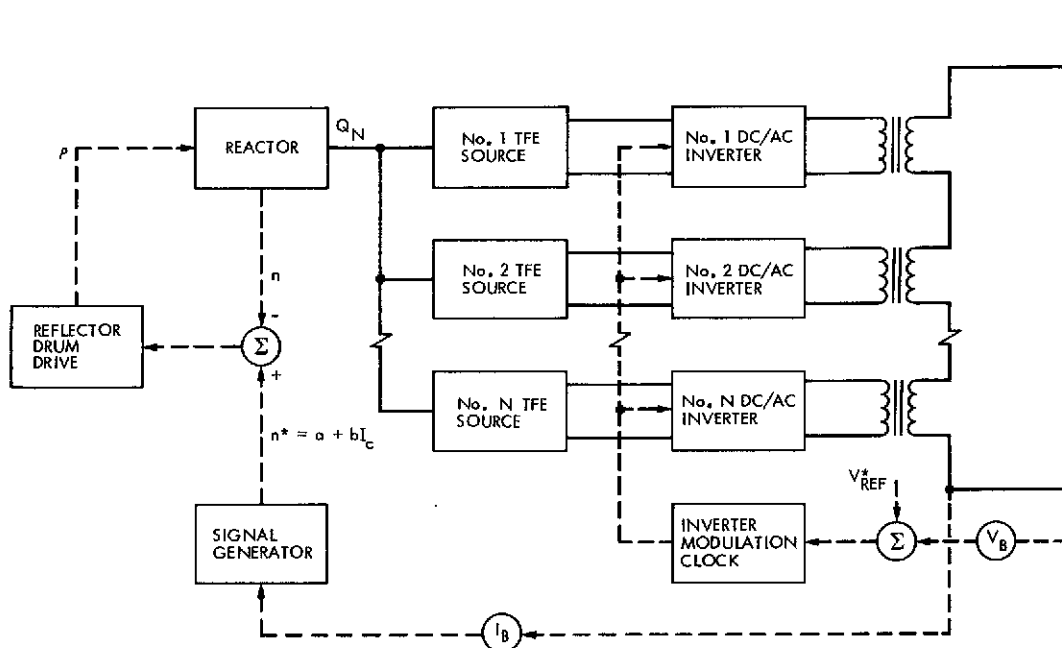 ρ
REACTOR
Q_N
No. 1 TFE
SOURCE
No. 1 DC/AC
INVERTER
n
-
No. 2 TFE
SOURCE
No. 2 DC/AC
INVERTER
REFLECTOR
DRUM
DRIVE
Σ
+
No. N TFE
SOURCE
No. N DC/AC
INVERTER
n* = a + bI_c
V*_REF
SIGNAL
GENERATOR
INVERTER
MODULATION
CLOCK
Σ
V_B
I_B